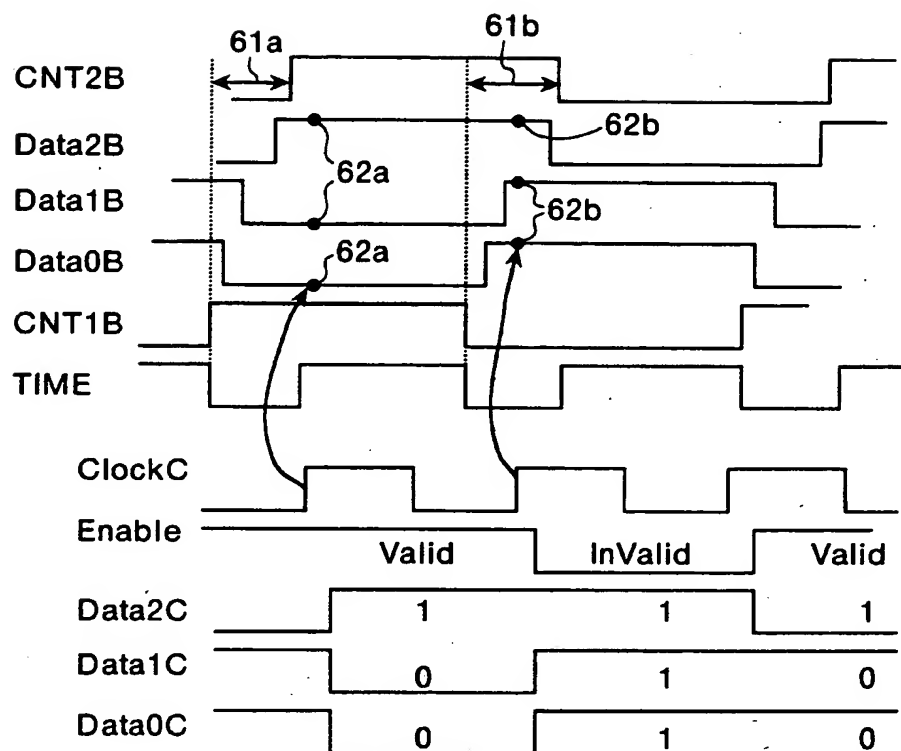 61a
61b
CNT2B
Data2B
62b
62a
Data1B
62b
62a
Data0B
CNT1B
TIME
ClockC
Enable
Valid InValid Valid
Data2C 1 1 1
Data1C 0 1 0
Data0C 0 1 0